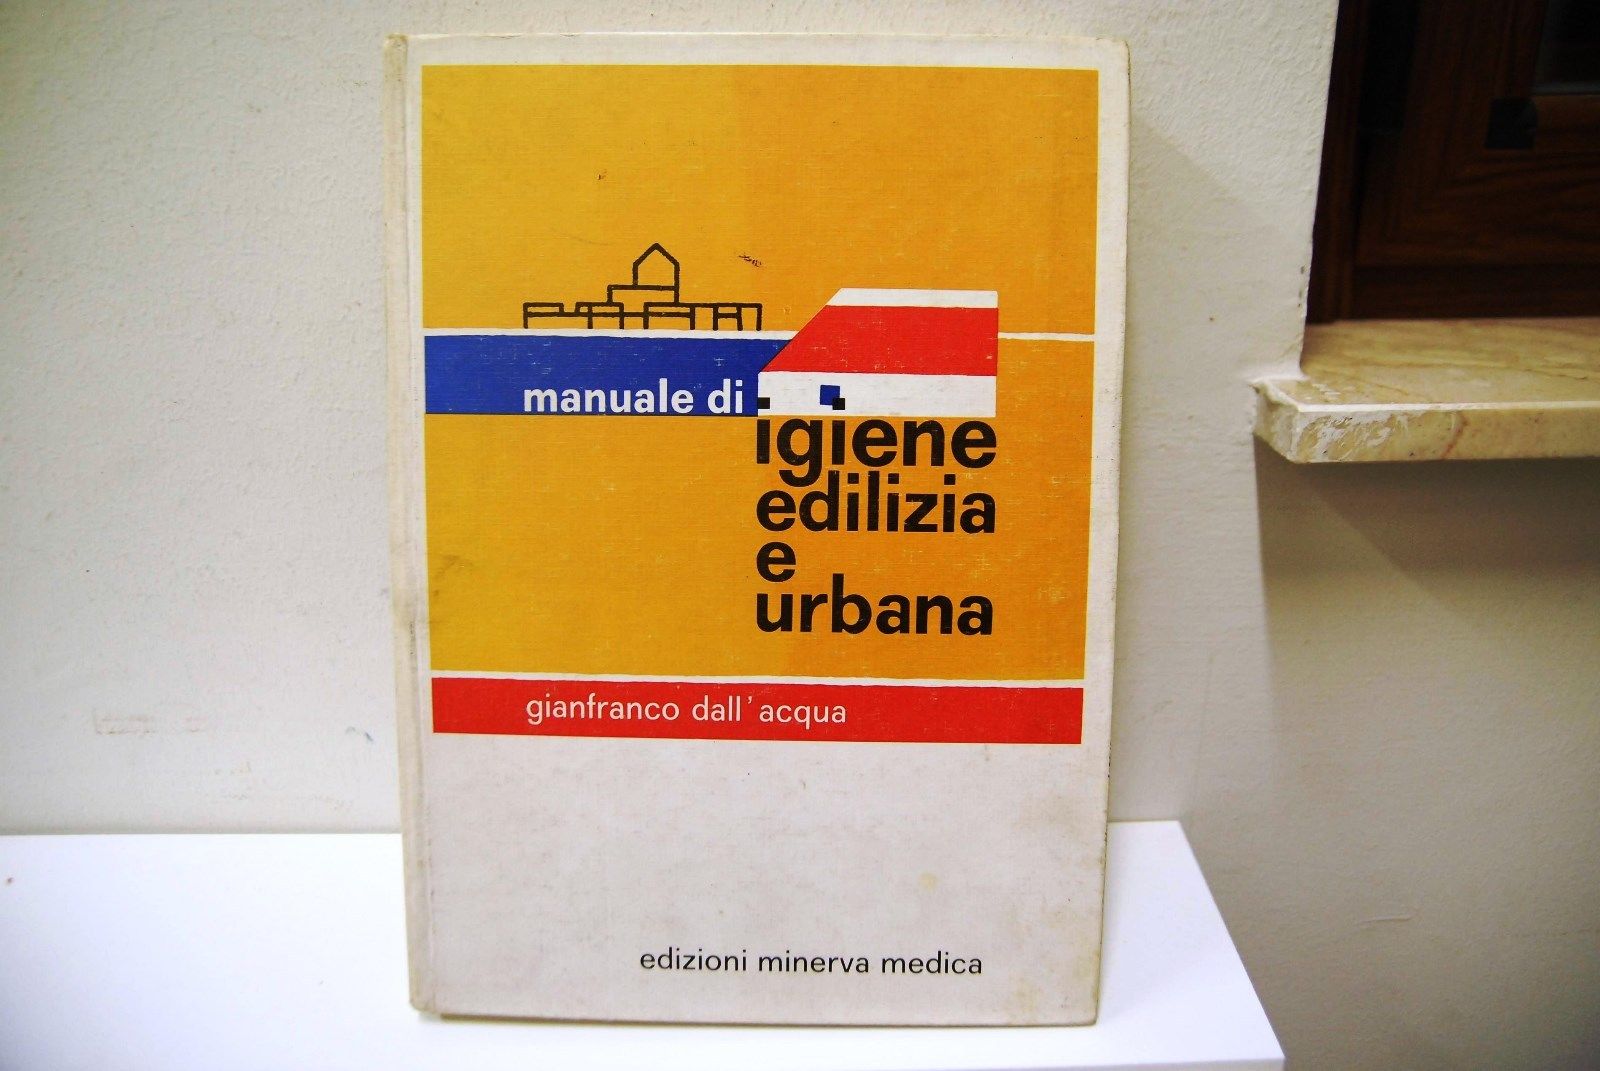 manuale di
igiene
edilizia
e
urbana
gianfranco dall'acqua
edizioni minerva medica